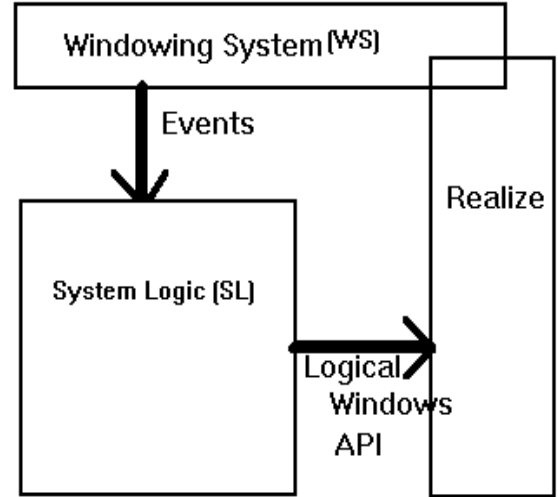 Windowing System (WS)
Events
Realize
System Logic (SL)
Logical
Windows
API